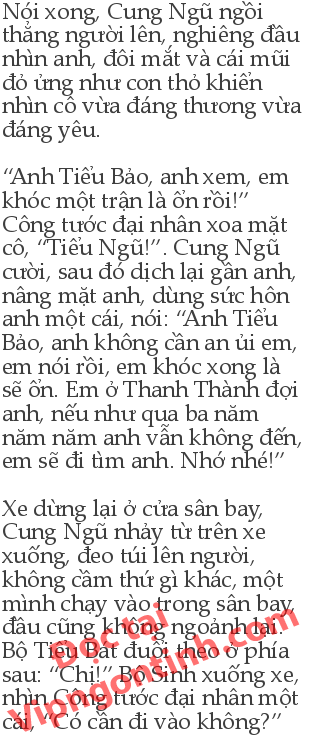 Nói xong, Cung Ngũ ngồi
thẳng người lên, nghiêng đầu
nhìn anh, đôi mắt và cái mũi
đỏ ửng như con thỏ khiến
nhìn cô vừa đáng thương vừa
đáng yêu.
“Anh Tiểu Bảo, anh xem, em
khóc một trận là ổn rồi!”
Công tước đại nhân xoa mặt
cô, “Tiểu Ngũ!”. Cung Ngũ
cười, sau đó dịch lại gần anh,
nâng mặt anh, dùng sức hôn
anh một cái, nói: “Anh Tiểu
Bảo, anh không cần an ủi em,
em nói rồi, em khóc xong là
sẽ ổn. Em ở Thanh Thành đợi
anh, nếu như qua ba năm
năm năm anh vẫn không đến,
em sẽ đi tìm anh. Nhớ nhé!”
Xe dừng lại ở cửa sân bay,
Cung Ngũ nhảy từ trên xe
xuống, đeo túi lên người,
không cầm thứ gì khác, một
mình chạy vào trong sân bay,
đầu cũng không ngoảnh lại.
Bộ Tiểu Bát đuổi theo ở phía
sau: “Chị!” Bộ Sinh xuống xe,
nhìn Công tước đại nhân một
cái, “Có cần đi vào không?”
Đọc tại
Vipngontinh.com